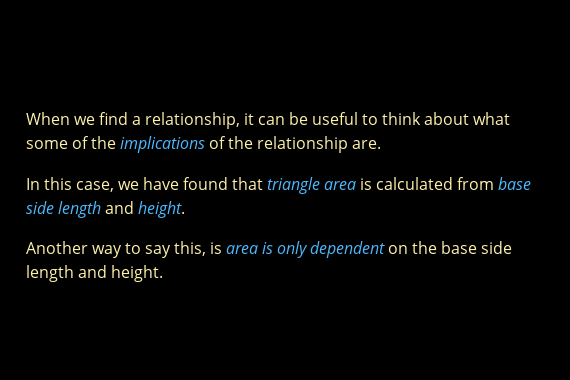 When we find a relationship, it can be useful to think about what
some of the implications of the relationship are.
In this case, we have found that triangle area is calculated from base
side length and height.
Another way to say this, is area is only dependent on the base side
length and height.